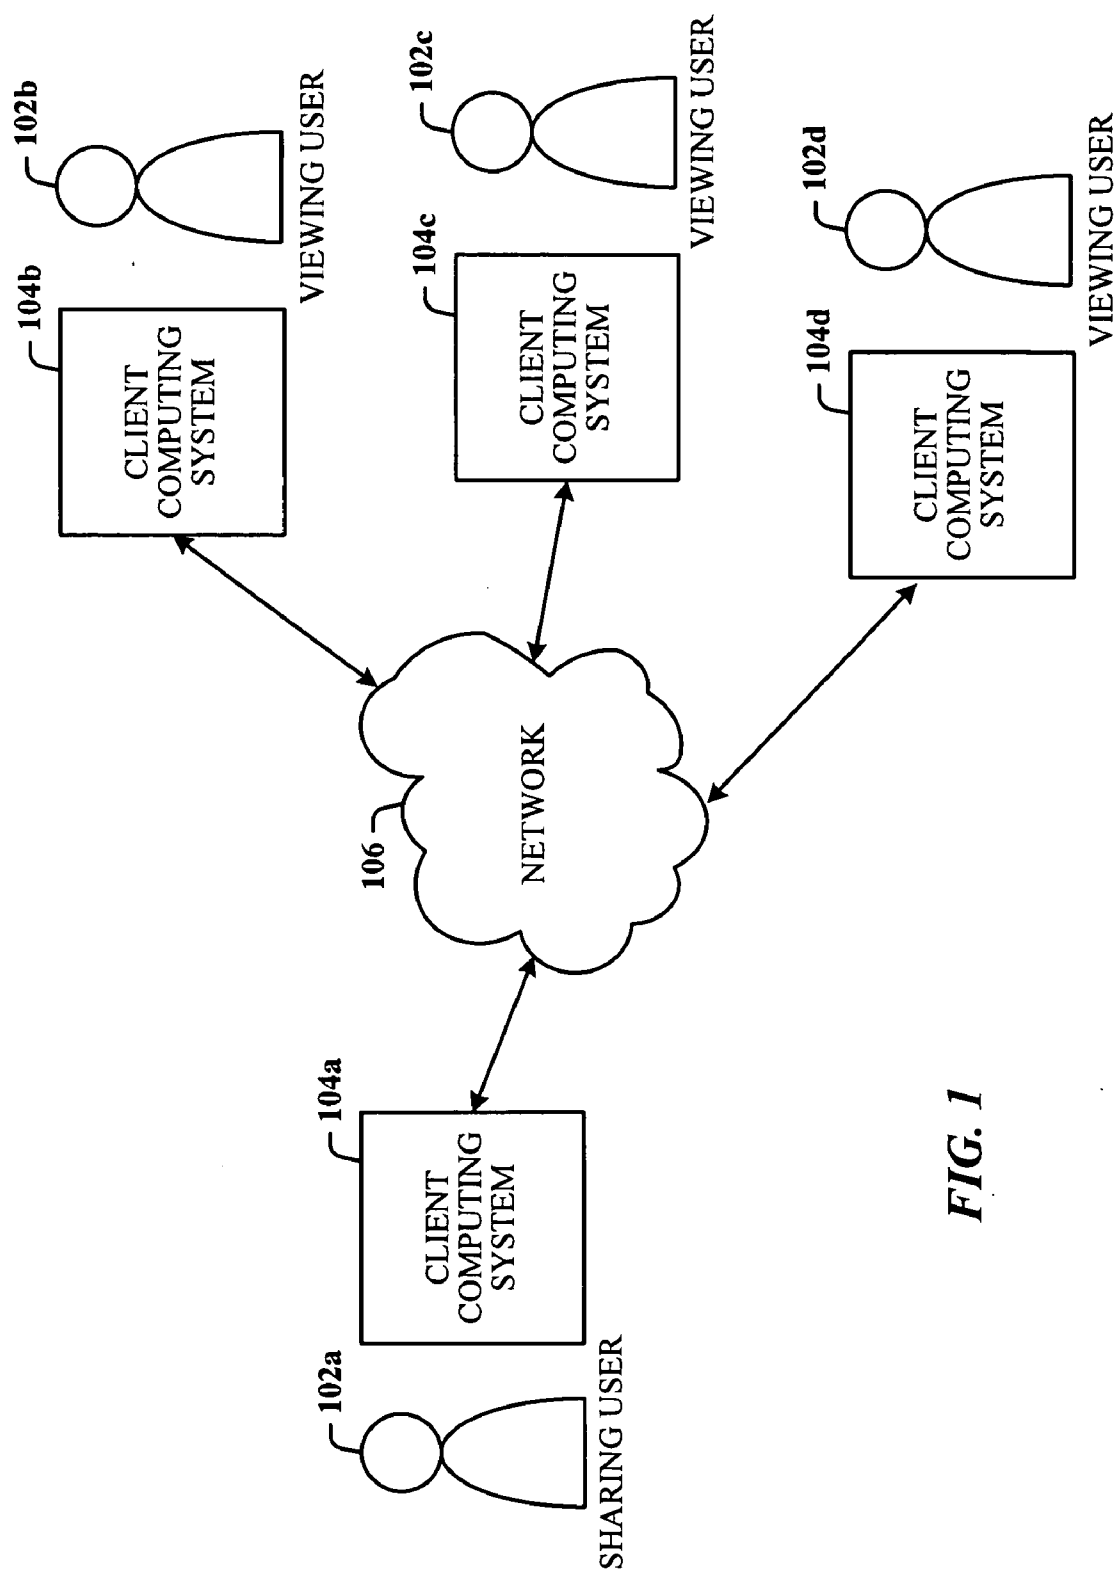 102b
104b
CLIENT
COMPUTING
SYSTEM
VIEWING USER
102c
104c
CLIENT
COMPUTING
SYSTEM
VIEWING USER
102d
104d
CLIENT
COMPUTING
SYSTEM
VIEWING USER
106
NETWORK
102a
104a
CLIENT
COMPUTING
SYSTEM
SHARING USER
FIG. 1